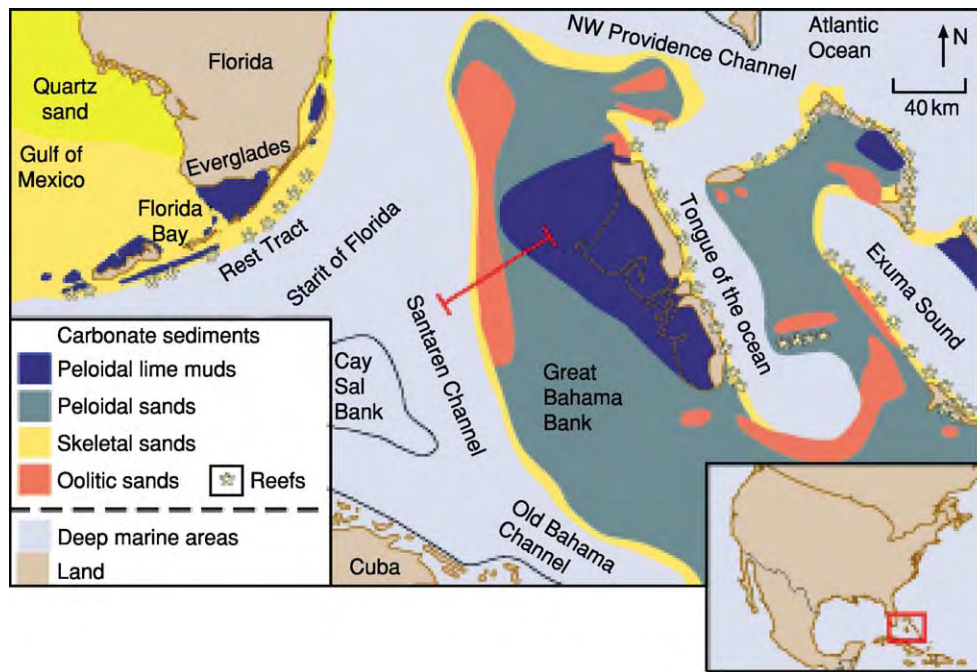 NW Providence Channel
Atlantic
Ocean
N
40 km
Florida
Quartz
sand
Gulf of
Mexico
Everglades
Florida
Bay
Rest Tract
Starit of Florida
Santaren Channel
Cay
Sal
Bank
Great
Bahama
Bank
Tongue of the ocean
Exuma Sound
Old Bahama
Channel
Cuba
Carbonate sediments
Peloidal lime muds
Peloidal sands
Skeletal sands
Oolitic sands
Reefs
Deep marine areas
Land